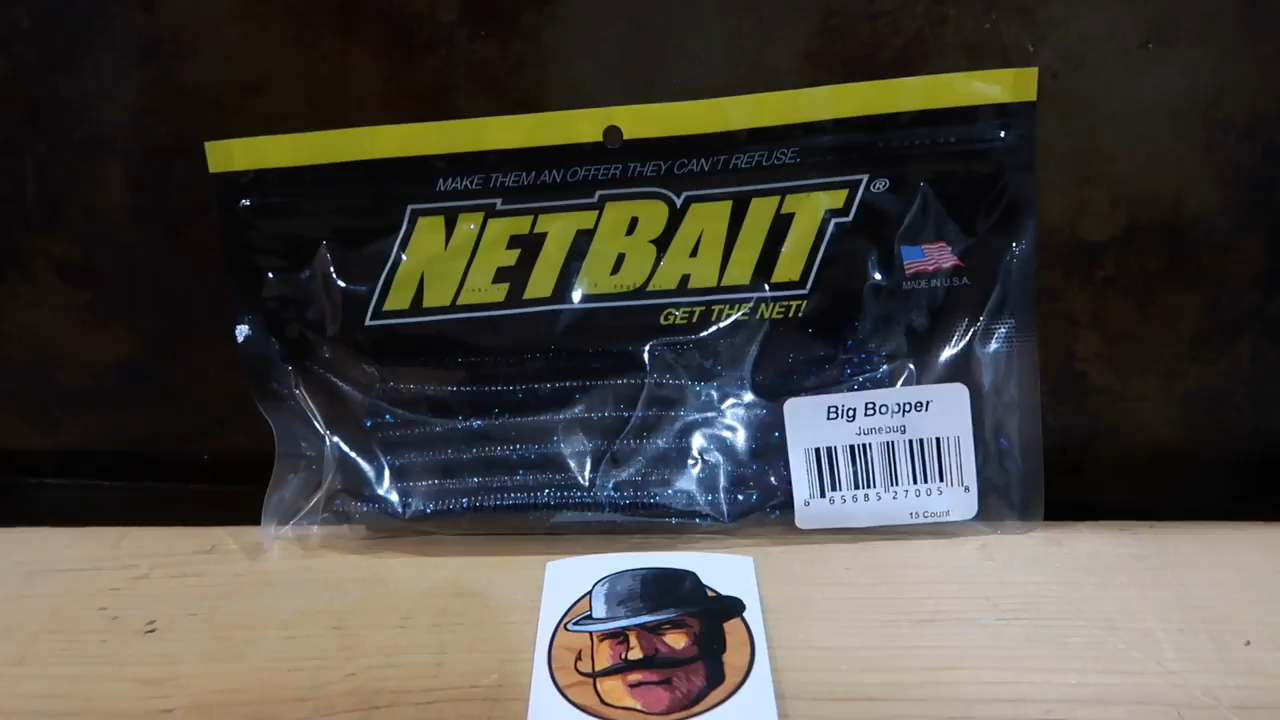 MAKE THEM AN OFFER THEY CAN'T REFUSE.
NETBAIT®
GET THE NET!
MADE IN U.S.A.
Big Bopper
Junebug
8 65685 27005 8
15 Count